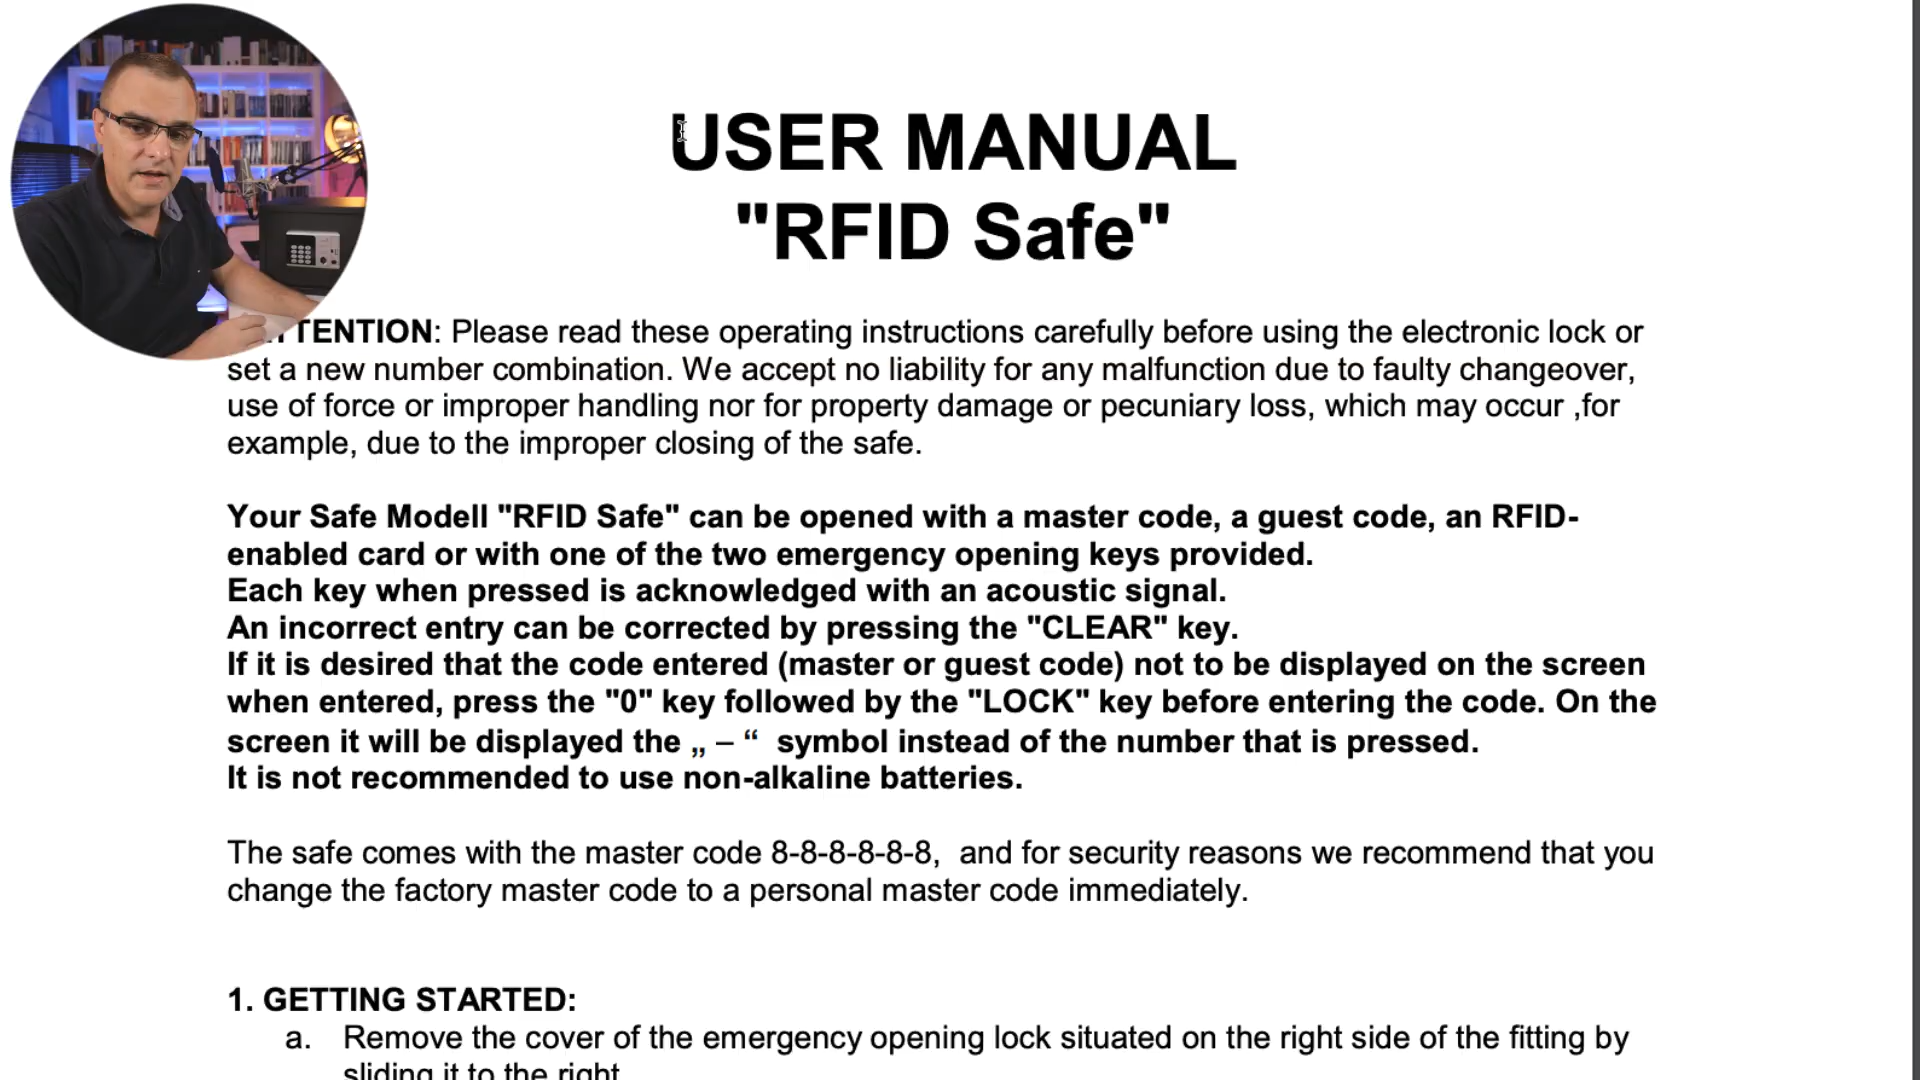 USER MANUAL
"RFID Safe"
TENTION: Please read these operating instructions carefully before using the electronic lock or
set a new number combination. We accept no liability for any malfunction due to faulty changeover,
use of force or improper handling nor for property damage or pecuniary loss, which may occur ,for
example, due to the improper closing of the safe.
Your Safe Modell "RFID Safe" can be opened with a master code, a guest code, an RFID-
enabled card or with one of the two emergency opening keys provided.
Each key when pressed is acknowledged with an acoustic signal.
An incorrect entry can be corrected by pressing the "CLEAR" key.
If it is desired that the code entered (master or guest code) not to be displayed on the screen
when entered, press the "0" key followed by the "LOCK" key before entering the code. On the
screen it will be displayed the „ – “ symbol instead of the number that is pressed.
It is not recommended to use non-alkaline batteries.
The safe comes with the master code 8-8-8-8-8-8, and for security reasons we recommend that you
change the factory master code to a personal master code immediately.
1. GETTING STARTED:
a. Remove the cover of the emergency opening lock situated on the right side of the fitting by
sliding it to the right